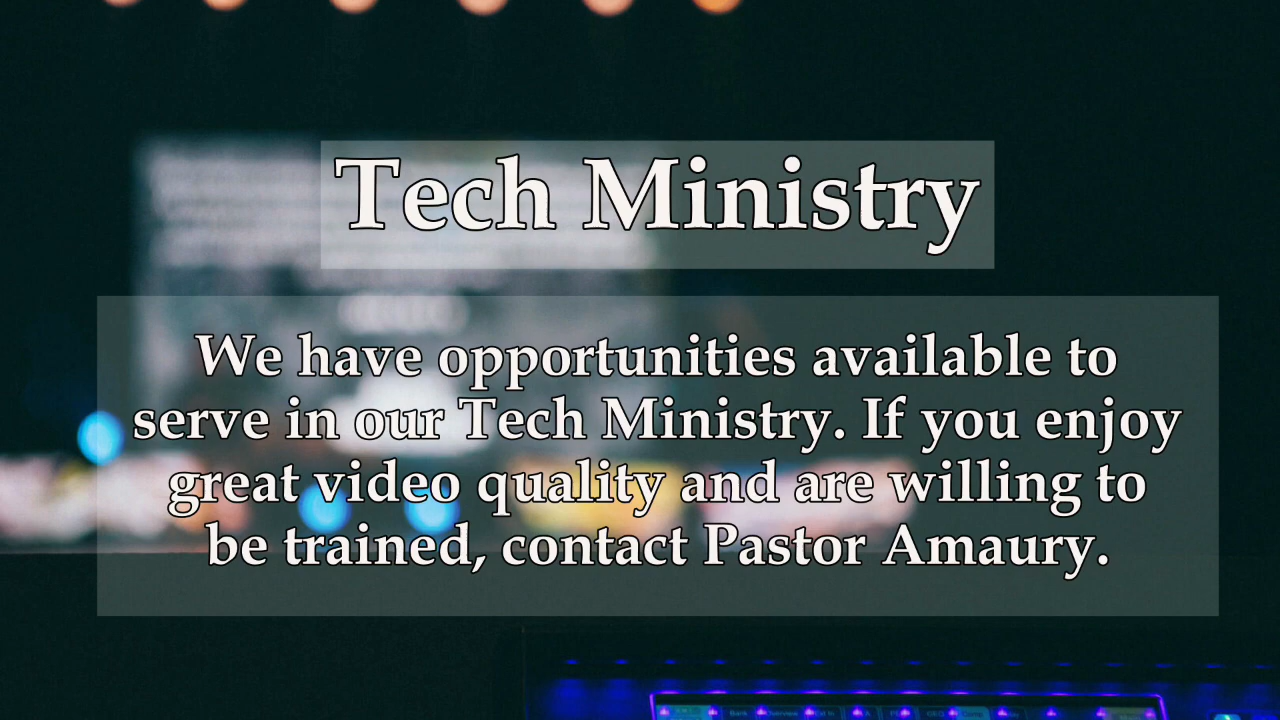 Tech Ministry
We have opportunities available to
serve in our Tech Ministry. If you enjoy
great video quality and are willing to
be trained, contact Pastor Amaury.